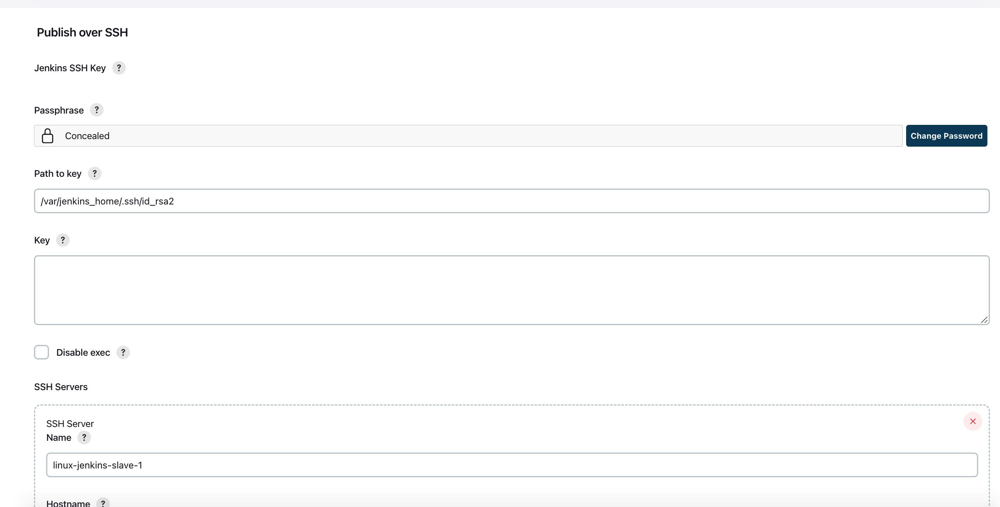 Publish over SSH
Jenkins SSH Key ?
Passphrase ?
Concealed
Change Password
Path to key ?
/var/jenkins_home/.ssh/id_rsa2
Key ?
Disable exec ?
SSH Servers
SSH Server
Name ?
linux-jenkins-slave-1
Hostname ?